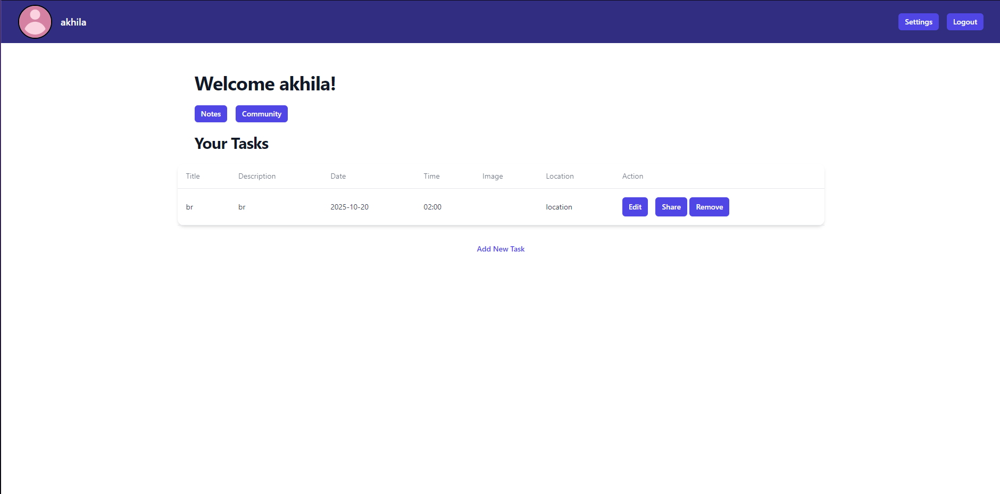 akhila
Settings Logout
Welcome akhila!
Notes Community
Your Tasks
Title Description Date Time Image Location Action
br br 2025-10-20 02:00 location Edit Share Remove
Add New Task